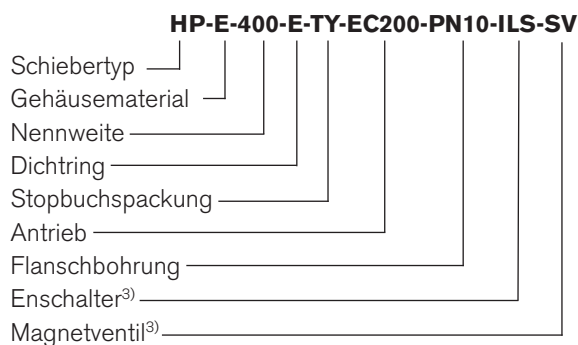 HP-E-400-E-TY-EC200-PN10-ILS-SV
Schiebertyp
Gehäusematerial
Nennweite
Dichtring
Stopbuchspackung
Antrieb
Flanschbohrung
Enschalter3)
Magnetventil3)